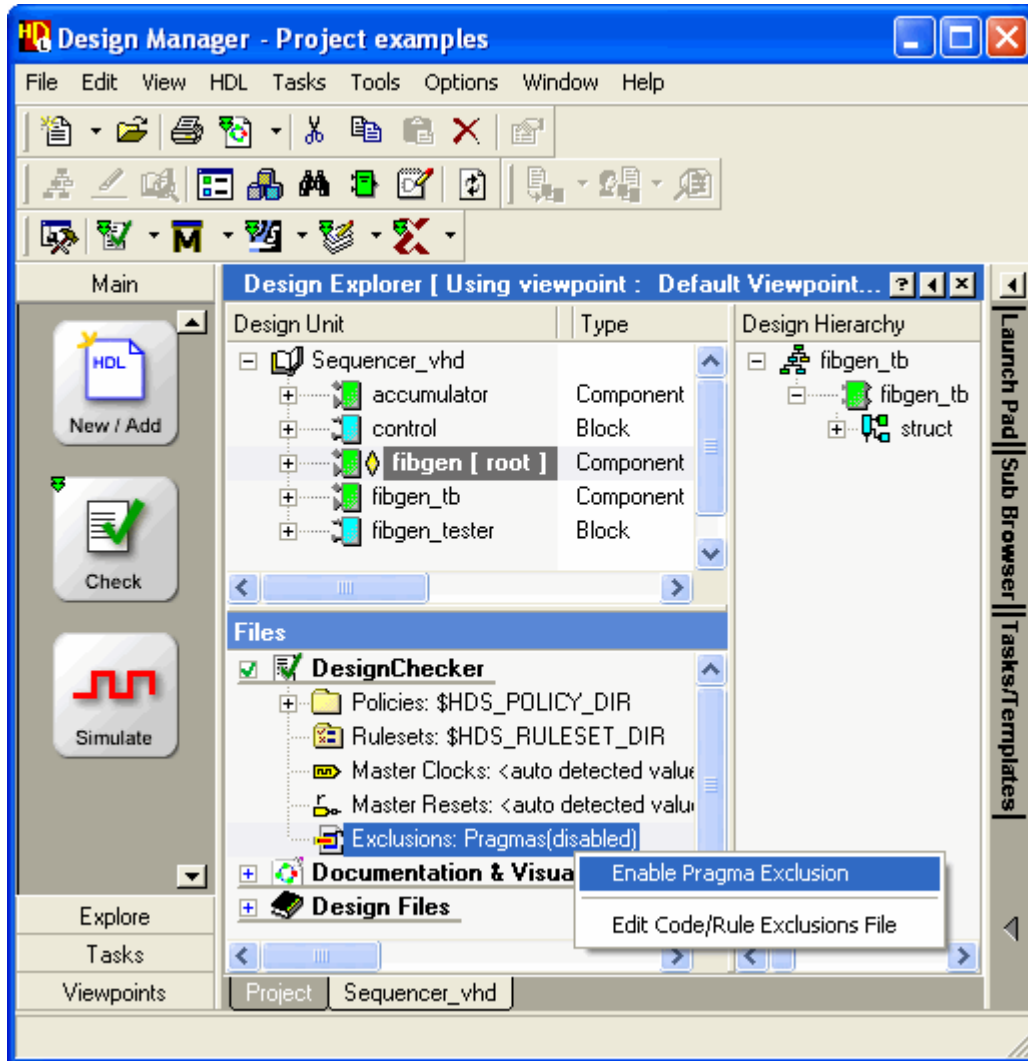 Design Manager - Project examples
File Edit View HDL Tasks Tools Options Window Help
Main
HDL
New / Add
Check
Simulate
Explore
Tasks
Viewpoints
Design Explorer [ Using viewpoint : Default Viewpoint...
Design Unit Type
Sequencer_vhd
accumulator Component
control Block
fibgen [ root ] Component
fibgen_tb Component
fibgen_tester Block
Design Hierarchy
fibgen_tb
fibgen_tb
struct
Files
DesignChecker
Policies: $HDS_POLICY_DIR
Rulesets: $HDS_RULESET_DIR
Master Clocks: <auto detected value
Master Resets: <auto detected valu
Exclusions: Pragmas(disabled)
Documentation & Visua
Design Files
Enable Pragma Exclusion
Edit Code/Rule Exclusions File
Project Sequencer_vhd
Launch Pad
Sub Browser
Tasks/Templates